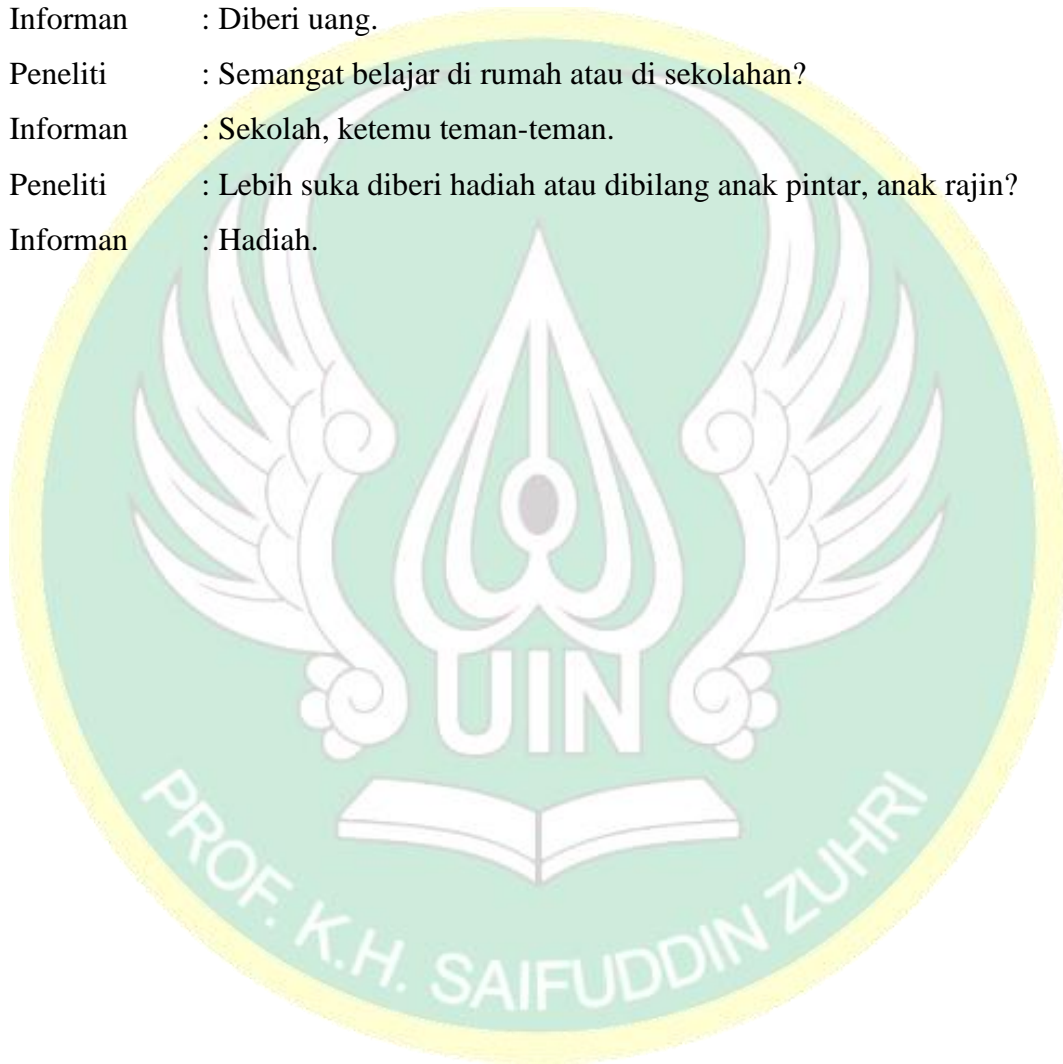 Informan : Diberi uang.
Peneliti : Semangat belajar di rumah atau di sekolahan?
Informan : Sekolah, ketemu teman-teman.
Peneliti : Lebih suka diberi hadiah atau dibilang anak pintar, anak rajin?
Informan : Hadiah.
UIN
PROF. K.H. SAIFUDDIN ZUHRI